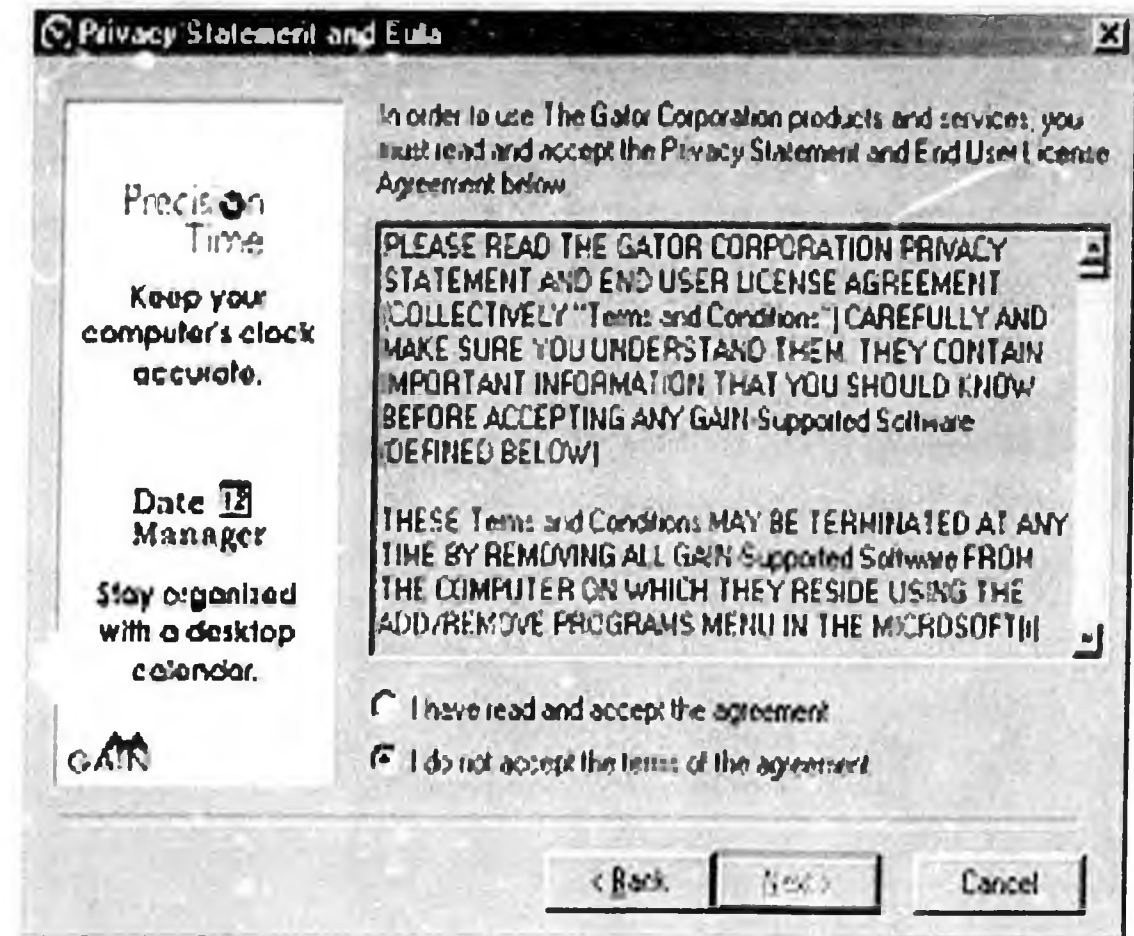 Privacy Statement and Eula
In order to use The Gator Corporation products and services, you
must read and accept the Privacy Statement and End User License
Agreement below
PLEASE READ THE GATOR CORPORATION PRIVACY
STATEMENT AND END USER LICENSE AGREEMENT
(COLLECTIVELY "Terms and Conditions") CAREFULLY AND
MAKE SURE YOU UNDERSTAND THEM. THEY CONTAIN
IMPORTANT INFORMATION THAT YOU SHOULD KNOW
BEFORE ACCEPTING ANY GAIN-Supported Software
(DEFINED BELOW)
THESE Terms and Conditions MAY BE TERMINATED AT ANY
TIME BY REMOVING ALL GAIN-Supported Software FROM
THE COMPUTER ON WHICH THEY RESIDE USING THE
ADD/REMOVE PROGRAMS MENU IN THE MICROSOFT
Precision
Time
Keep your
computer's clock
accurate.
Date 12
Manager
Stay organized
with a desktop
calendar.
GAIN
I have read and accept the agreement
I do not accept the terms of the agreement
< Back
Next >
Cancel